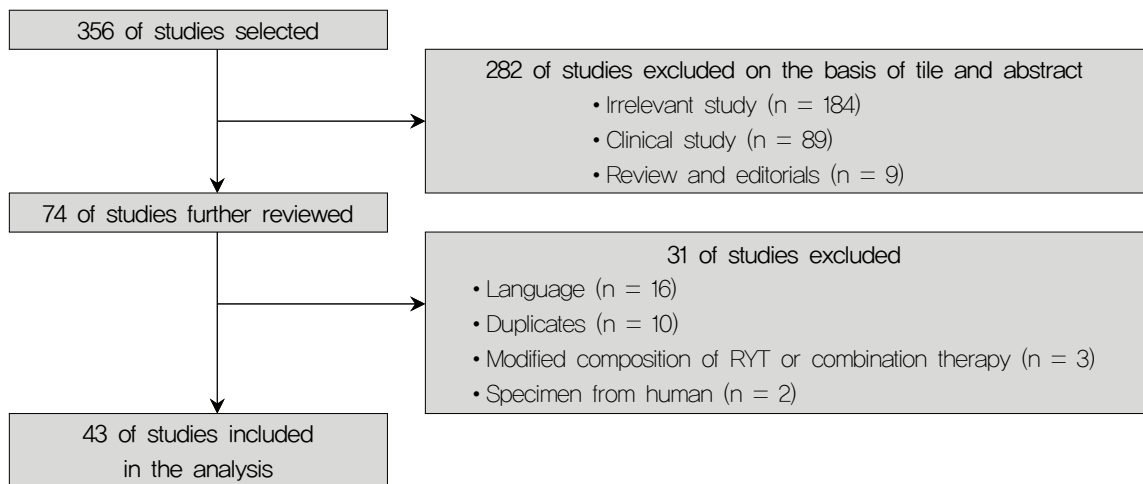 356 of studies selected
282 of studies excluded on the basis of tile and abstract
• Irrelevant study (n = 184)
• Clinical study (n = 89)
• Review and editorials (n = 9)
74 of studies further reviewed
31 of studies excluded
• Language (n = 16)
• Duplicates (n = 10)
• Modified composition of RYT or combination therapy (n = 3)
• Specimen from human (n = 2)
43 of studies included
in the analysis